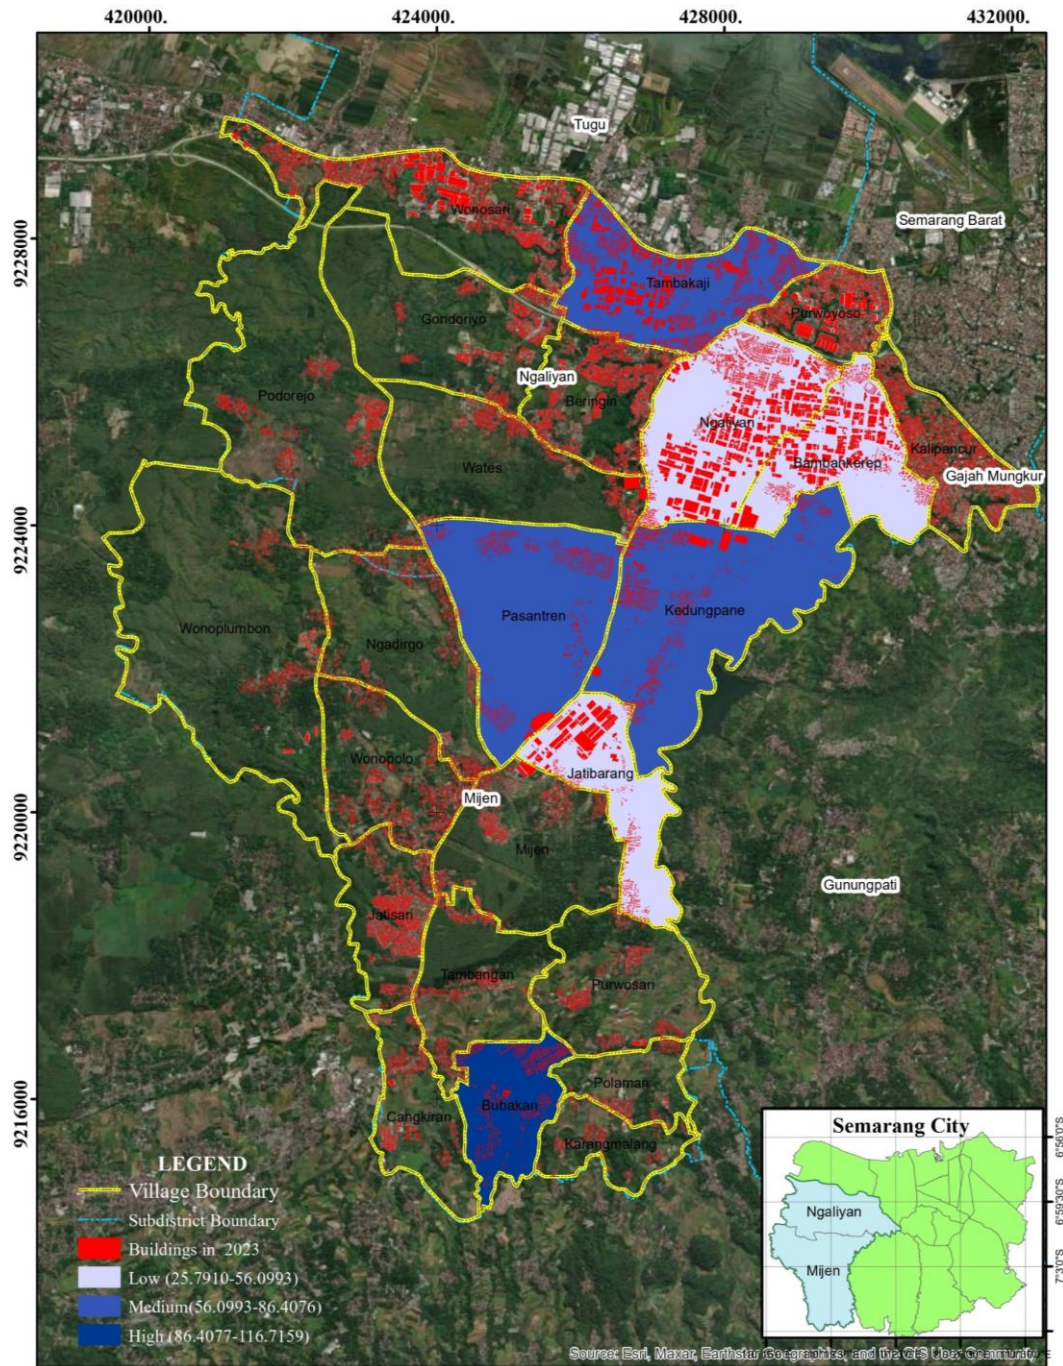 420000.
424000.
428000.
432000.
9228000
9224000
9220000
9216000
Tugu
Semarang Barat
Wonosari
Tambakaji
Purwoyoso
Gondoriyo
Ngaliyan
Beringin
Podorejo
Ngaliyan
Bambankerep
Kalipancur
Gajah Mungkur
Wates
Wonoplumbon
Ngadirgo
Pasantren
Kedungpane
Wonopolo
Jatibarang
Mijen
Mijen
Gunungpati
Jatisari
Tambangan
Purwosari
Polaman
Bubakan
Cangkiran
Karangmalang
LEGEND
Village Boundary
Subdistrict Boundary
Buildings in 2023
Low (25.7910-56.0993)
Medium(56.0993-86.4076)
High (86.4077-116.7159)
Semarang City
Ngaliyan
Mijen
6°56'0"S
6°59'30"S
7°3'0"S
Source: Esri, Maxar, Earthstar Geographics, and the GIS User Community